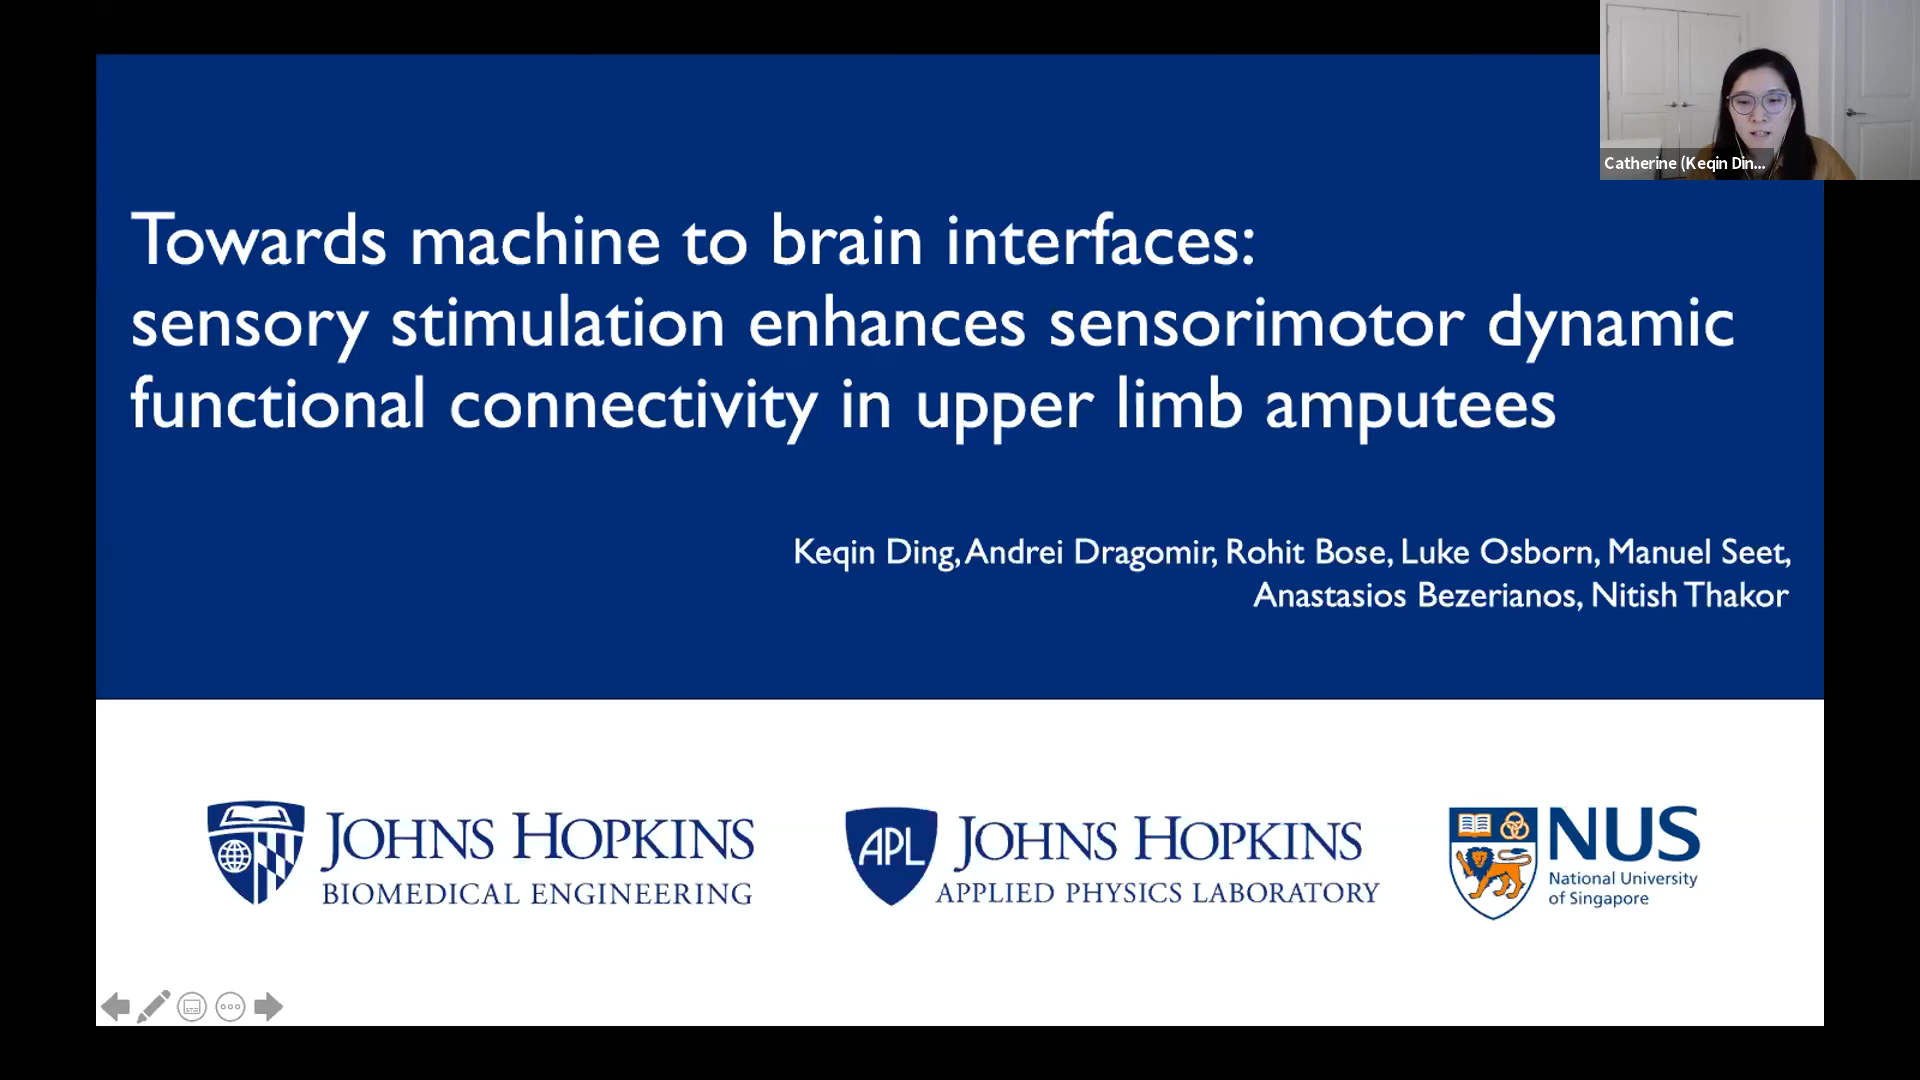 Catherine (Keqin Din...
Towards machine to brain interfaces:
sensory stimulation enhances sensorimotor dynamic
functional connectivity in upper limb amputees
Keqin Ding, Andrei Dragomir, Rohit Bose, Luke Osborn, Manuel Seet,
Anastasios Bezerianos, Nitish Thakor
JOHNS HOPKINS
BIOMEDICAL ENGINEERING
APL
JOHNS HOPKINS
APPLIED PHYSICS LABORATORY
NUS
National University
of Singapore